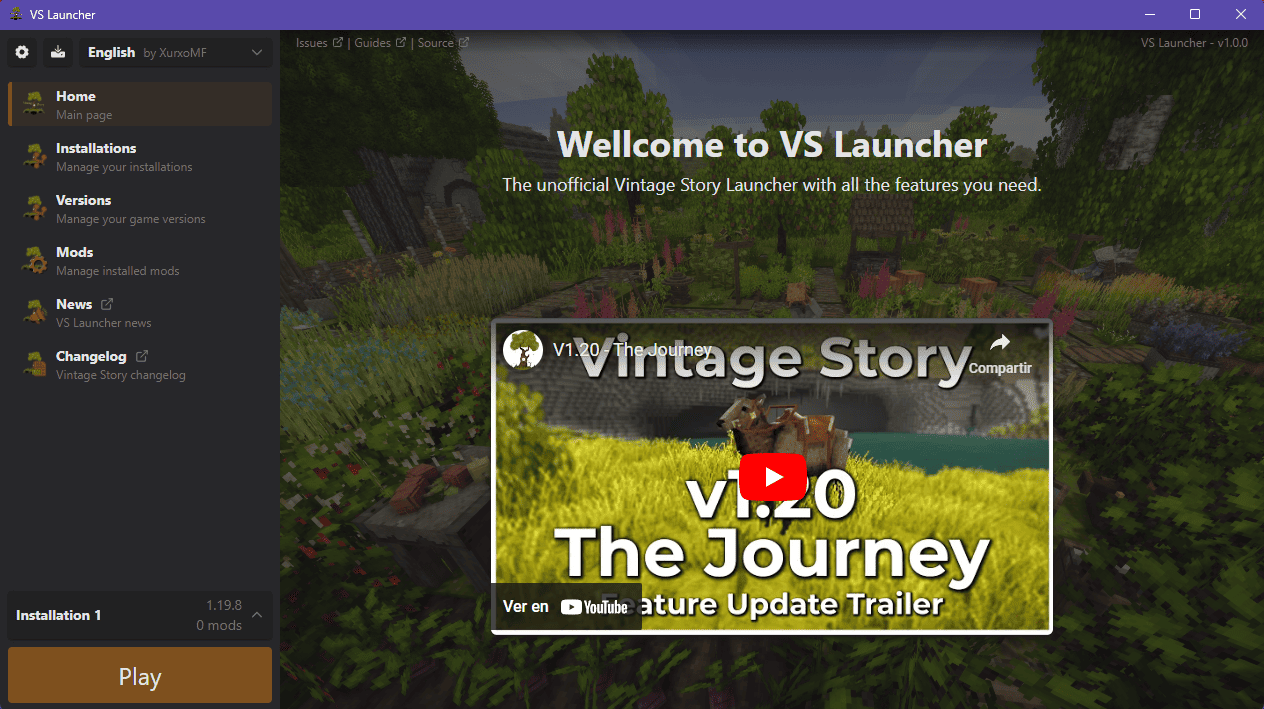 VS Launcher
English by XurxoMF
Issues | Guides | Source
VS Launcher - v1.0.0
Home
Main page
Installations
Manage your installations
Versions
Manage your game versions
Mods
Manage installed mods
News
VS Launcher news
Changelog
Vintage Story changelog
Installation 1
1.19.8
0 mods
Play
Wellcome to VS Launcher
The unofficial Vintage Story Launcher with all the features you need.
V1.20 - The Journey
Compartir
Vintage Story
v1.20
The Journey
Feature Update Trailer
Ver en YouTube